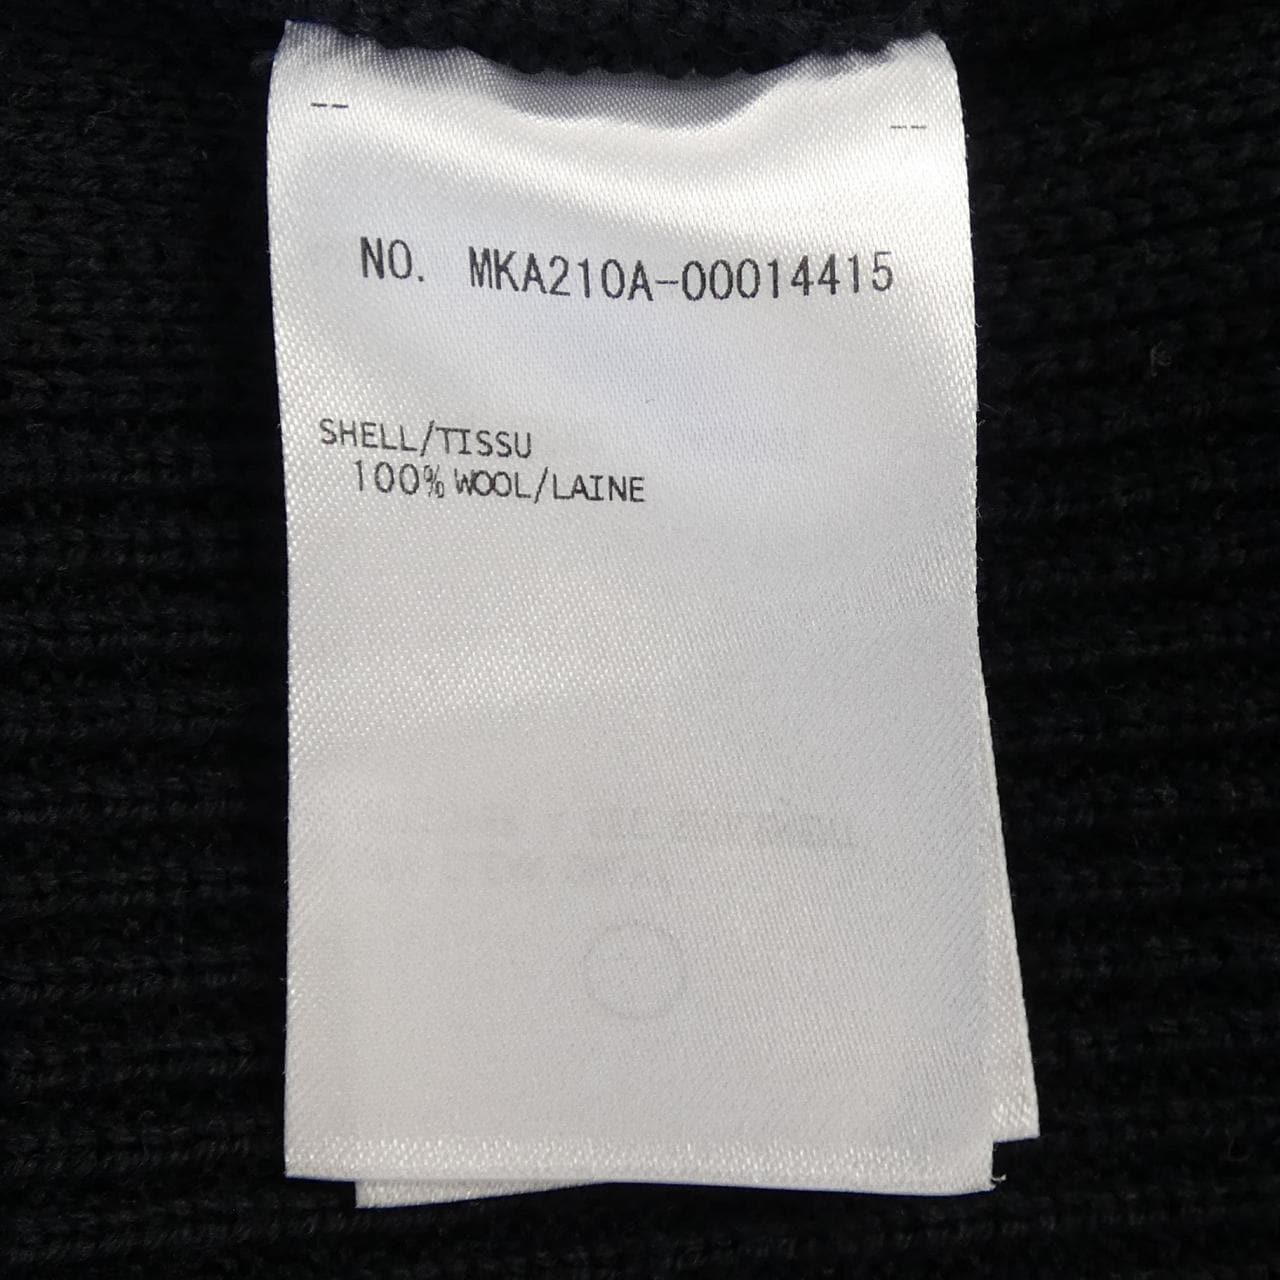 -- --
NO. MKA210A-00014415
SHELL/TISSU
100% WOOL/LAINE